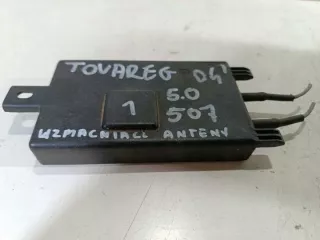 TOVAREG 04'
5.0
1 507
WZMACNIACZ ANTENY